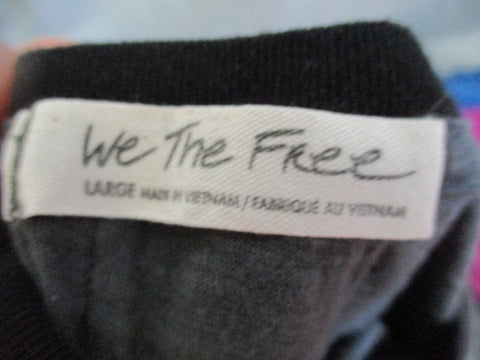 We The Free
LARGE MADE IN VIETNAM / FABRIQUÉ AU VIETNAM